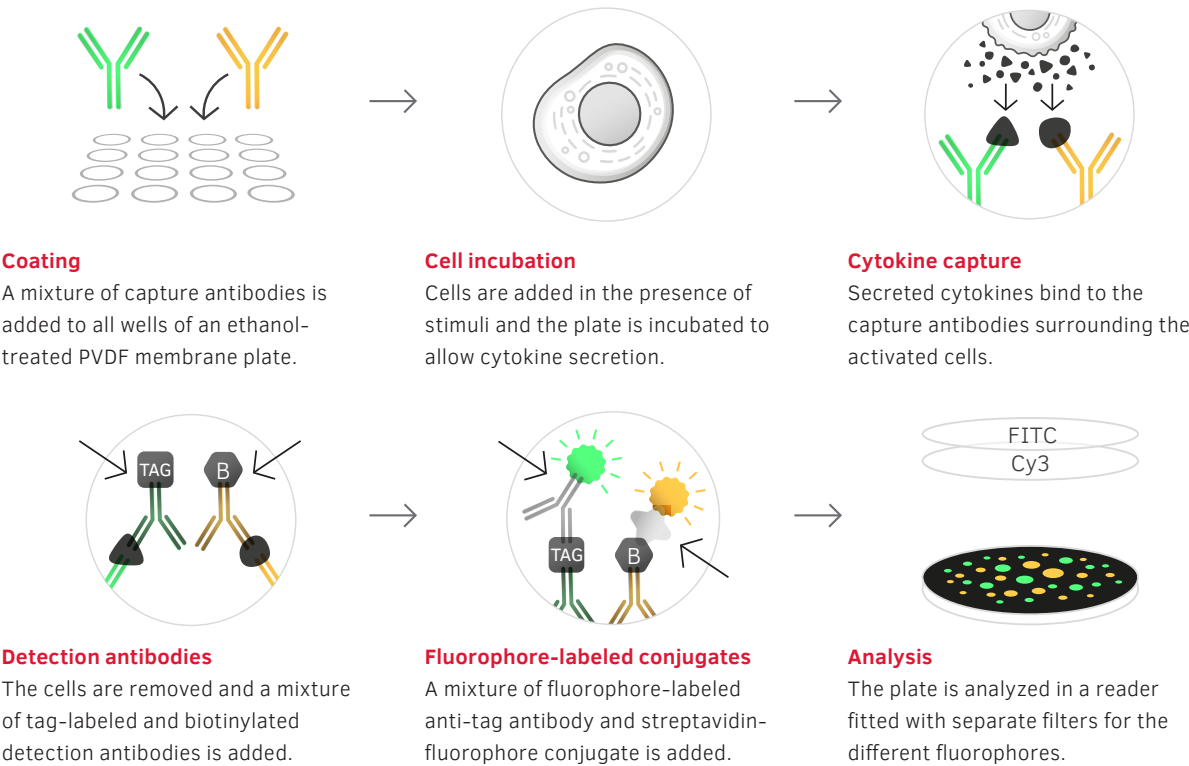 Coating
A mixture of capture antibodies is
added to all wells of an ethanol-
treated PVDF membrane plate.
Cell incubation
Cells are added in the presence of
stimuli and the plate is incubated to
allow cytokine secretion.
Cytokine capture
Secreted cytokines bind to the
capture antibodies surrounding the
activated cells.
TAG
B
Detection antibodies
The cells are removed and a mixture
of tag-labeled and biotinylated
detection antibodies is added.
TAG
B
Fluorophore-labeled conjugates
A mixture of fluorophore-labeled
anti-tag antibody and streptavidin-
fluorophore conjugate is added.
FITC
Cy3
Analysis
The plate is analyzed in a reader
fitted with separate filters for the
different fluorophores.